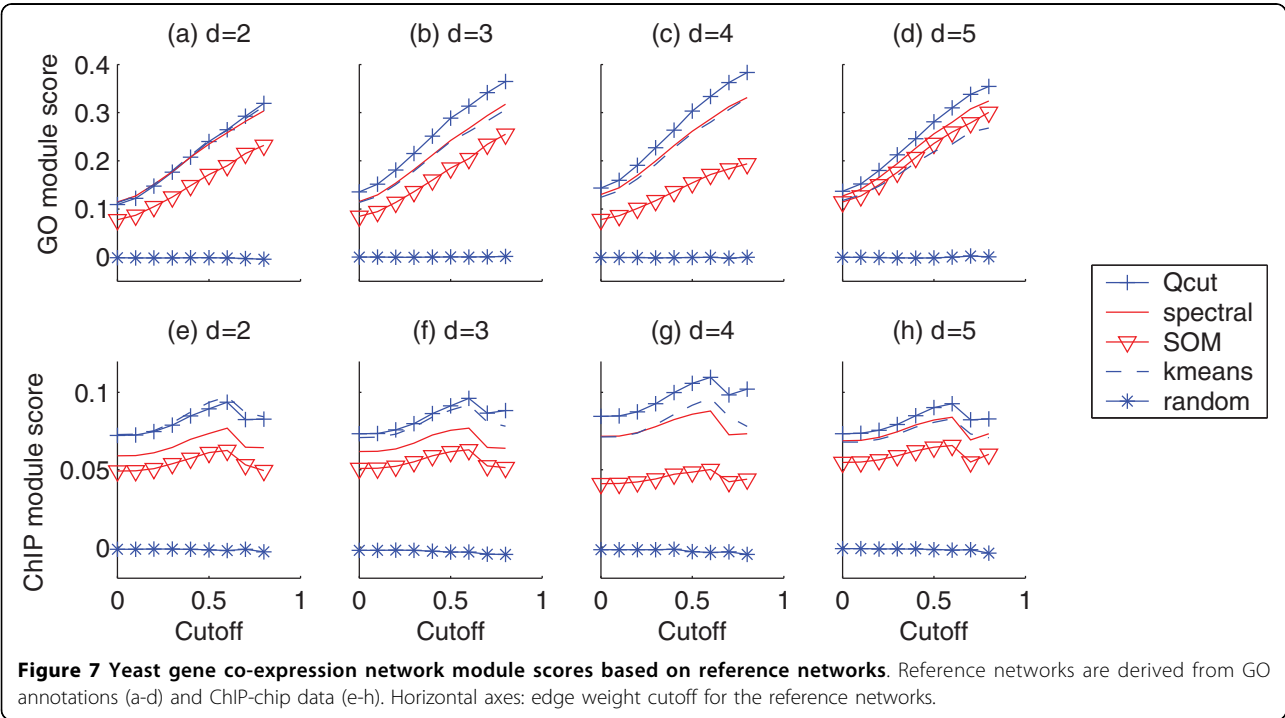 (a) d=2
(b) d=3
(c) d=4
(d) d=5
GO module score
0.4
0.3
0.2
0.1
0
Qcut
spectral
SOM
kmeans
random
(e) d=2
(f) d=3
(g) d=4
(h) d=5
ChIP module score
0.1
0.05
0
0 0.5 1
0 0.5 1
0 0.5 1
0 0.5 1
Cutoff
Cutoff
Cutoff
Cutoff
Figure 7 Yeast gene co-expression network module scores based on reference networks. Reference networks are derived from GO
annotations (a-d) and ChIP-chip data (e-h). Horizontal axes: edge weight cutoff for the reference networks.